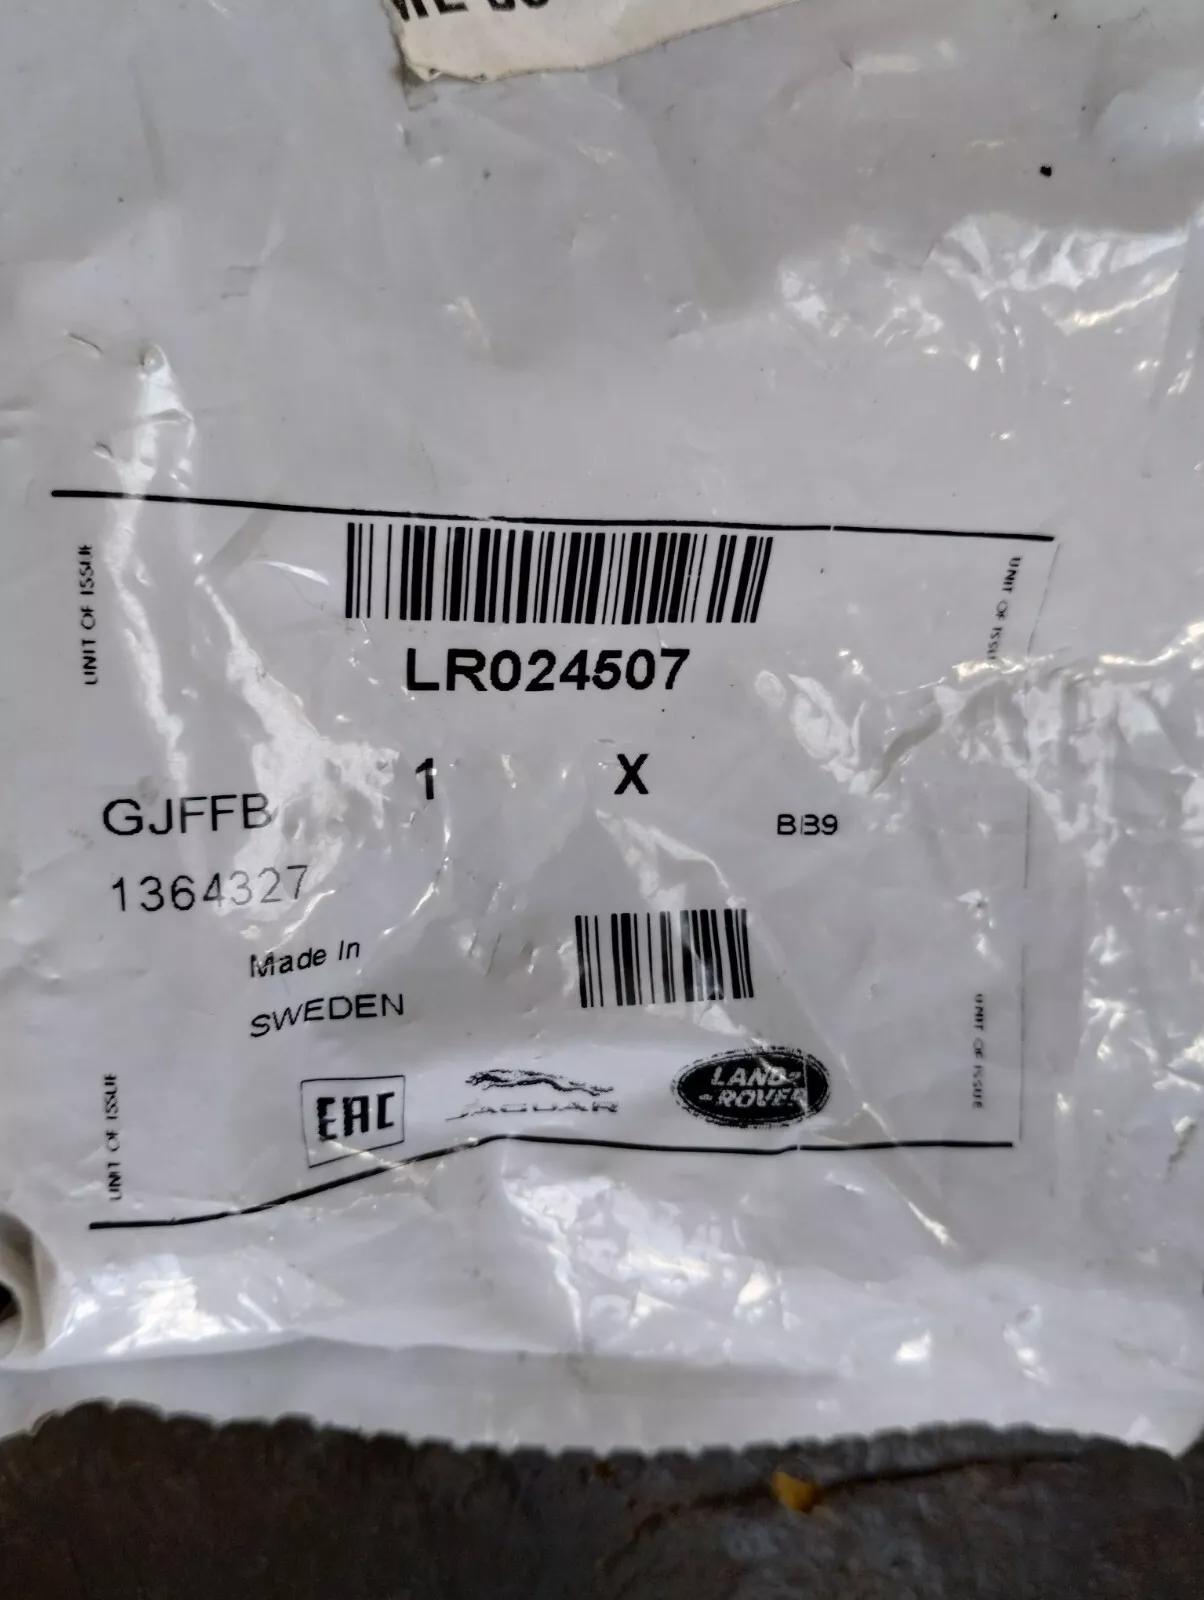 UNIT OF ISSUE
UNIT OF ISSUE
LR024507
1 X
GJFFB
BB9
1364327
Made In
SWEDEN
UNIT OF ISSUE
UNIT OF ISSUE
EAC
JAGUAR
LAND-
-ROVER